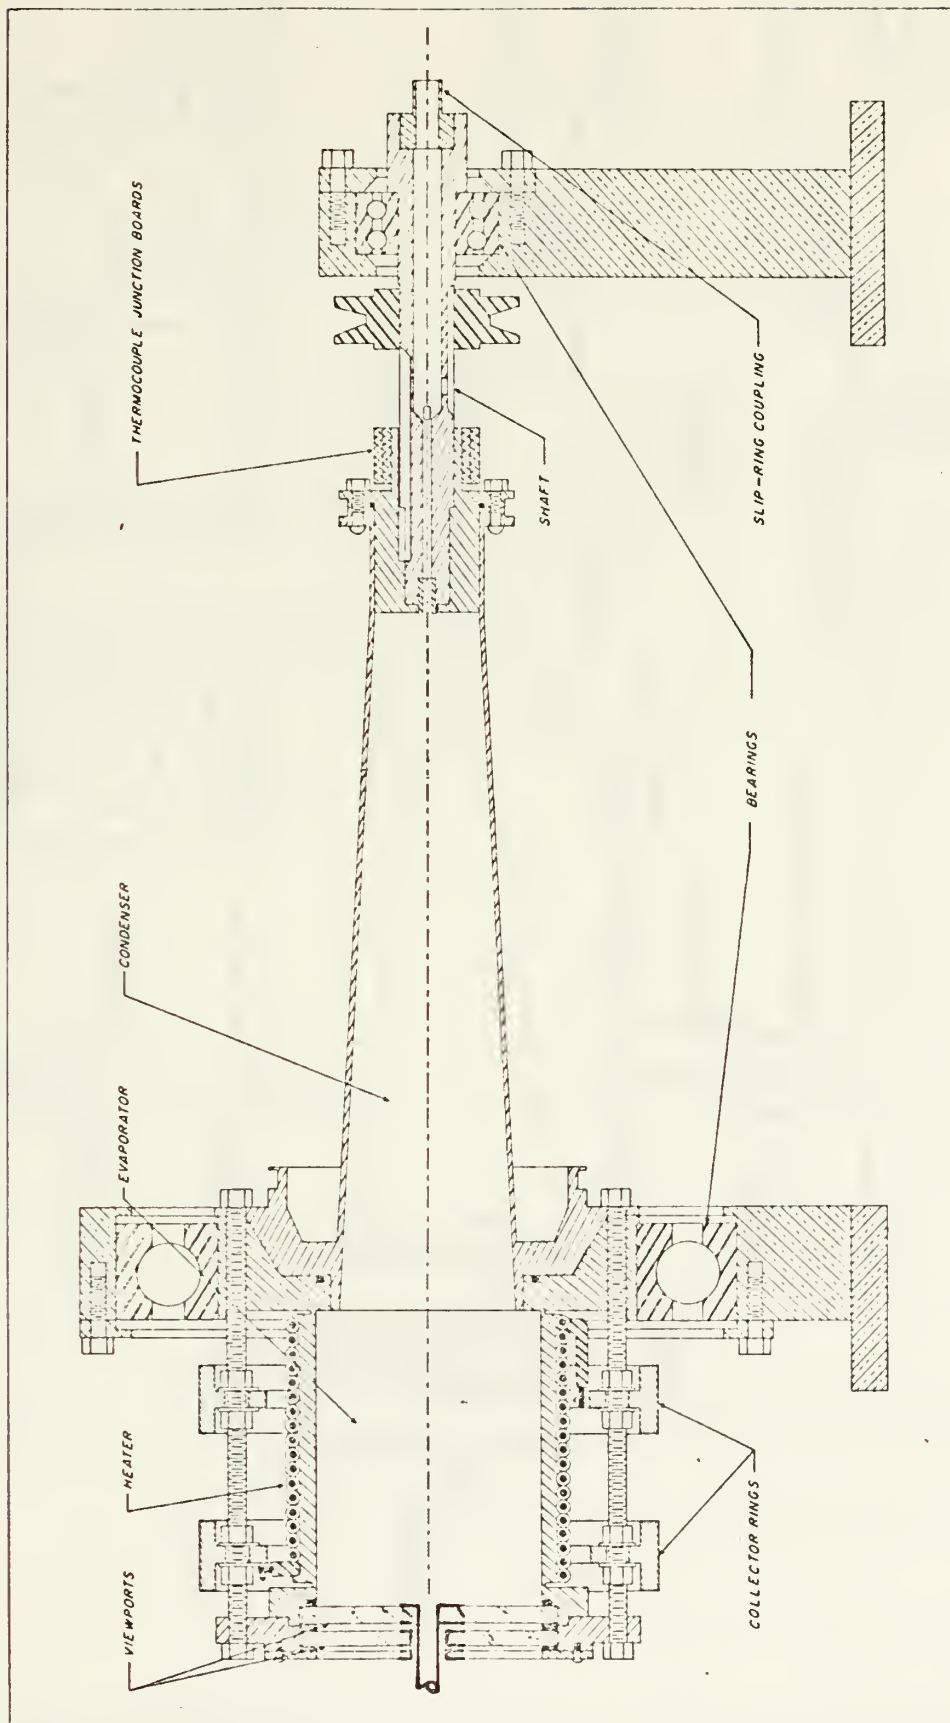 VIEWPORTS
HEATER
EVAPORATOR
CONDENSER
THERMOCOUPLE JUNCTION BOARDS
SHAFT
SLIP-RING COUPLING
BEARINGS
COLLECTOR RINGS